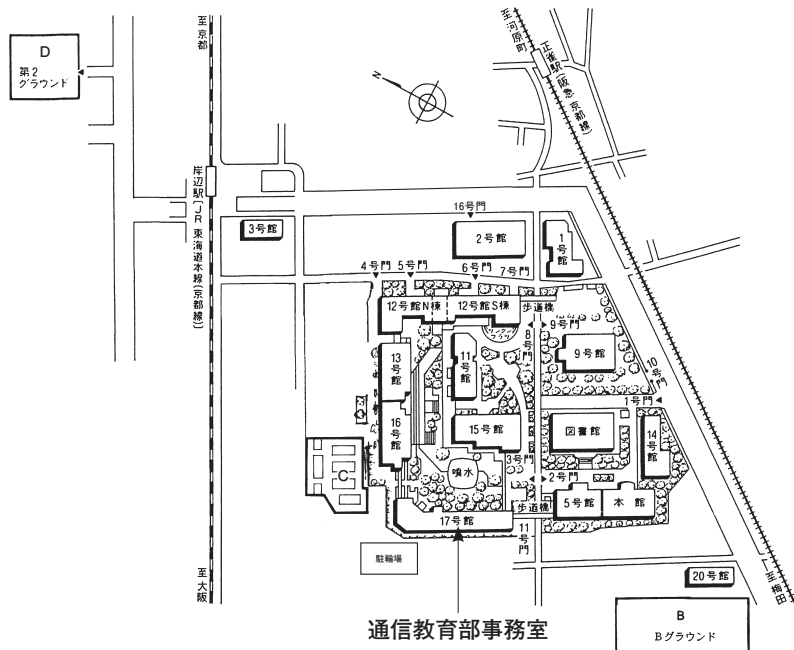 至京都
D
第2
グラウンド
岸辺駅〔JR東海道本線(京都線)〕
至大阪
N
至河原町
正雀駅(阪急京都線)
至梅田
16号門
3号館
2号館
1号館
4号門
5号門
6号門
7号門
12号館N棟
12号館S棟
歩道橋
サンクンプラザ
8号門
9号門
9号館
10号門
13号館
11号館
1号門
16号館
15号館
図書館
14号館
3号門
C
噴水
2号門
5号館
本館
歩道橋
17号館
11号門
駐輪場
20号館
B
Bグラウンド
通信教育部事務室